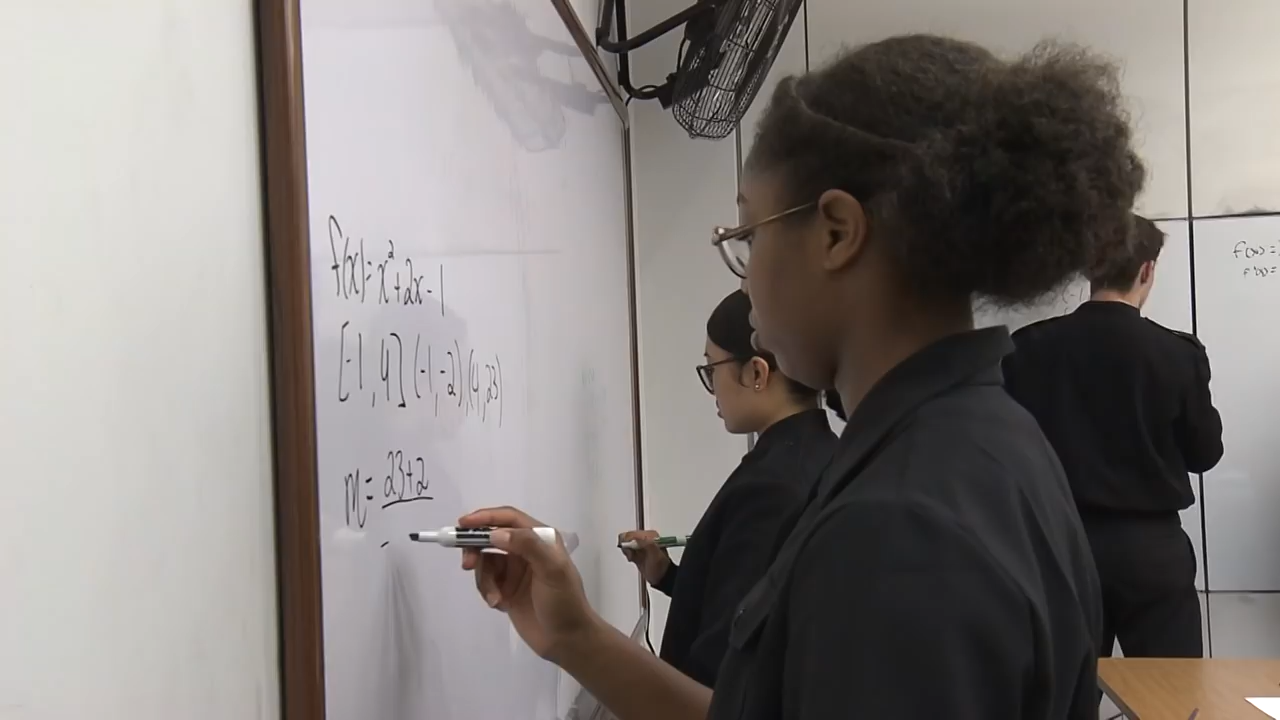 f(x)=x²+2x-1
[-1,4] (-1,-2),(4,23)
m= 23+2
-
f(x)=
f'(x)=